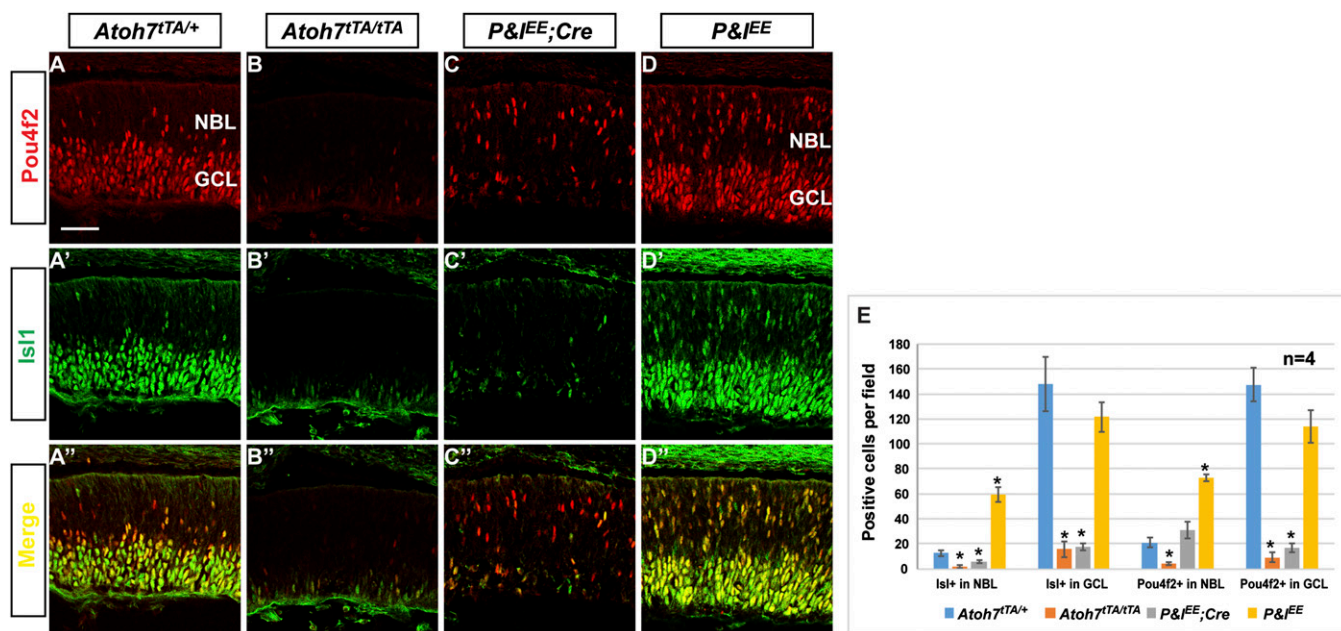 Atoh7tTA/+ Atoh7tTA/tTA P&IEE;Cre P&IEE
Pou4f2
A B C D
NBL NBL
GCL GCL
Isl1
A’ B’ C’ D’
Merge
A” B” C” D”
E
n=4
Positive cells per field
180
160
140
120
100
80
60
40
20
0
* * * * * * * * *
Isl+ in NBL Isl+ in GCL Pou4f2+ in NBL Pou4f2+ in GCL
Atoh7tTA/+ Atoh7tTA/tTA P&IEE;Cre P&IEE